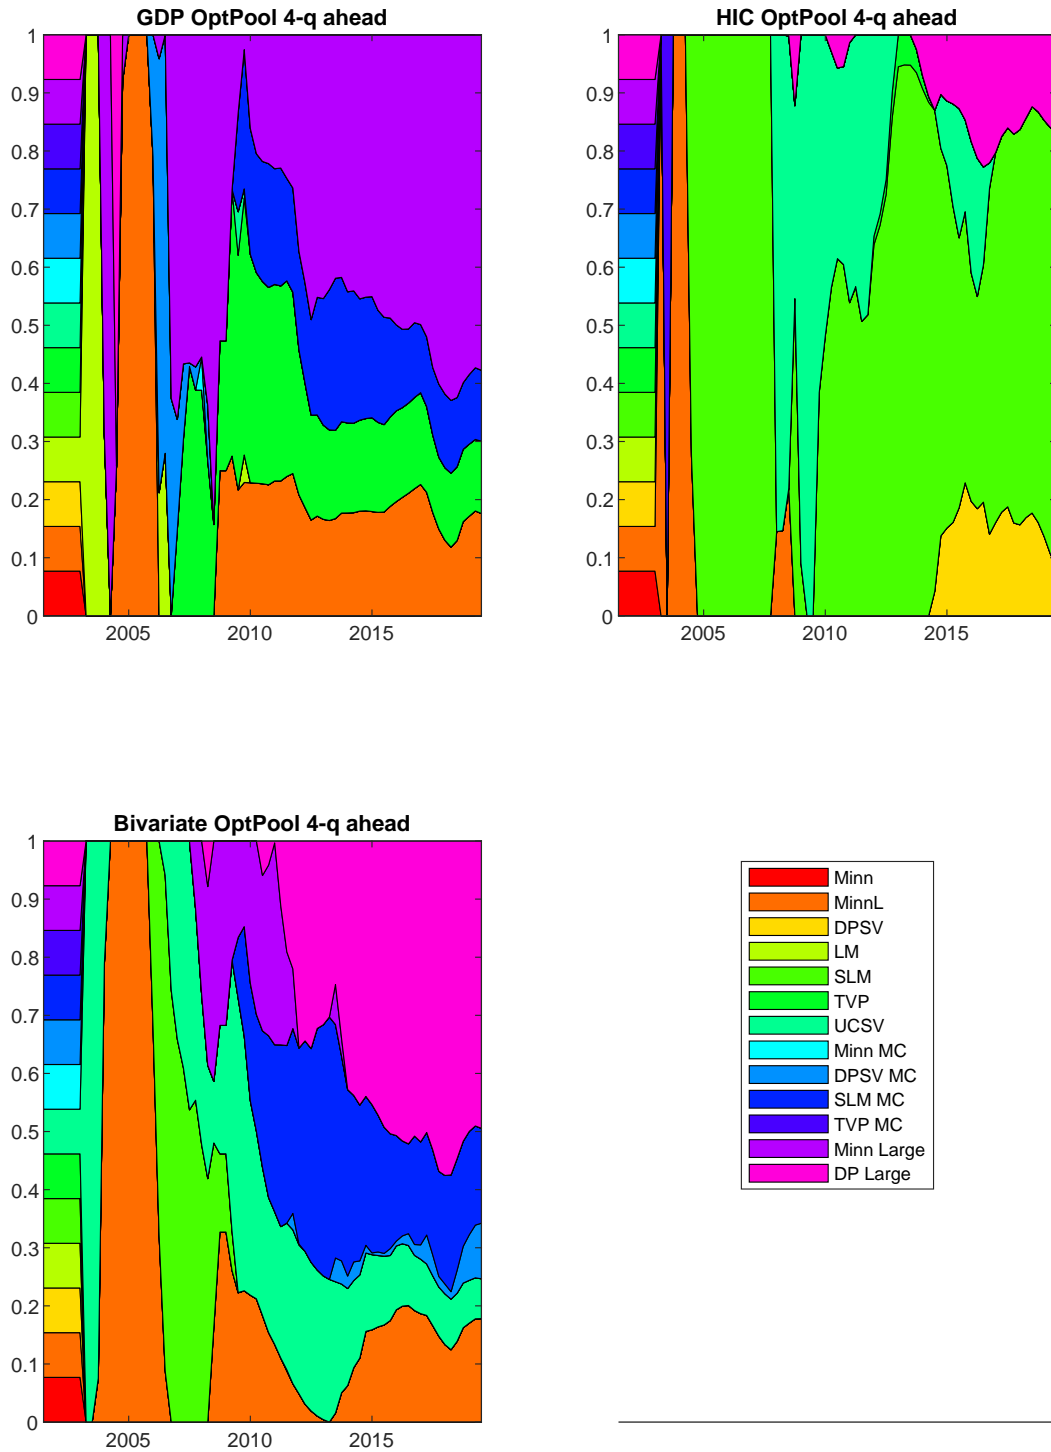 GDP OptPool 4-q ahead
1
0.9
0.8
0.7
0.6
0.5
0.4
0.3
0.2
0.1
0
2005 2010 2015
HIC OptPool 4-q ahead
1
0.9
0.8
0.7
0.6
0.5
0.4
0.3
0.2
0.1
0
2005 2010 2015
Bivariate OptPool 4-q ahead
1
0.9
0.8
0.7
0.6
0.5
0.4
0.3
0.2
0.1
0
2005 2010 2015
Minn
MinnL
DPSV
LM
SLM
TVP
UCSV
Minn MC
DPSV MC
SLM MC
TVP MC
Minn Large
DP Large